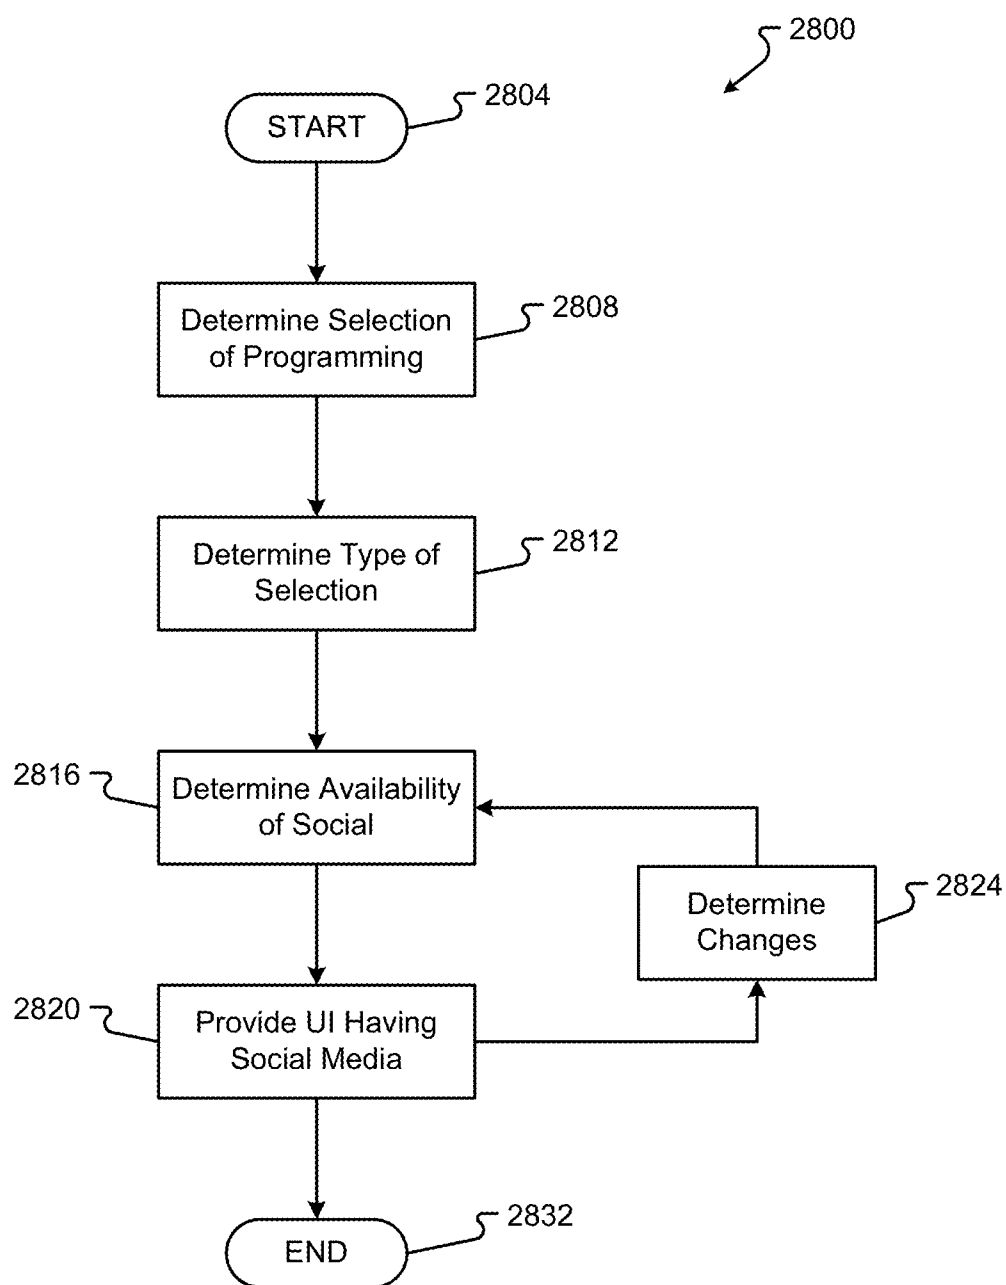 2800
START
2804
Determine Selection
of Programming
2808
Determine Type of
Selection
2812
2816
Determine Availability
of Social
Determine
Changes
2824
2820
Provide UI Having
Social Media
END
2832